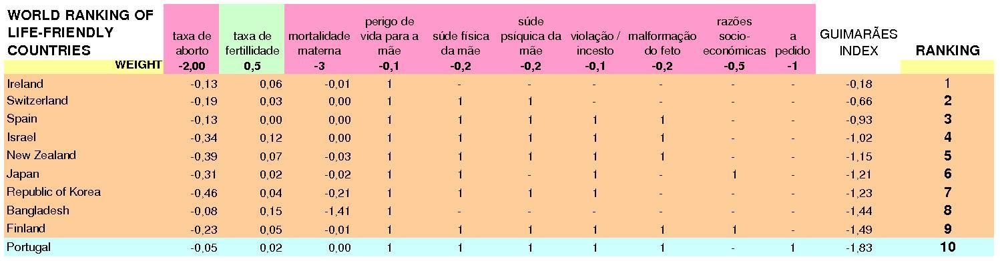 WORLD RANKING OF LIFE-FRIENDLY COUNTRIES taxa de aborto taxa de fertillidade mortalidade materna perigo de vida para a mãe súde física da mãe súde psíquica da mãe violação / incesto malformação do feto razões socio-económicas a pedido GUIMARÃES INDEX RANKING
WEIGHT -2,00 0,5 -3 -0,1 -0,2 -0,2 -0,1 -0,2 -0,5 -1
Ireland -0,13 0,06 -0,01 1 - - - - - - -0,18 1
Switzerland -0,19 0,03 0,00 1 1 1 - - - - -0,66 2
Spain -0,13 0,00 0,00 1 1 1 1 1 - - -0,93 3
Israel -0,34 0,12 0,00 1 1 1 1 1 - - -1,02 4
New Zealand -0,39 0,07 -0,03 1 1 1 1 1 - - -1,15 5
Japan -0,31 0,02 -0,02 1 1 - 1 - 1 - -1,21 6
Republic of Korea -0,46 0,04 -0,21 1 1 1 1 - - - -1,23 7
Bangladesh -0,08 0,15 -1,41 1 - - - - - - -1,44 8
Finland -0,23 0,05 -0,01 1 1 1 1 1 1 - -1,49 9
Portugal -0,05 0,02 0,00 1 1 1 1 1 - 1 -1,83 10